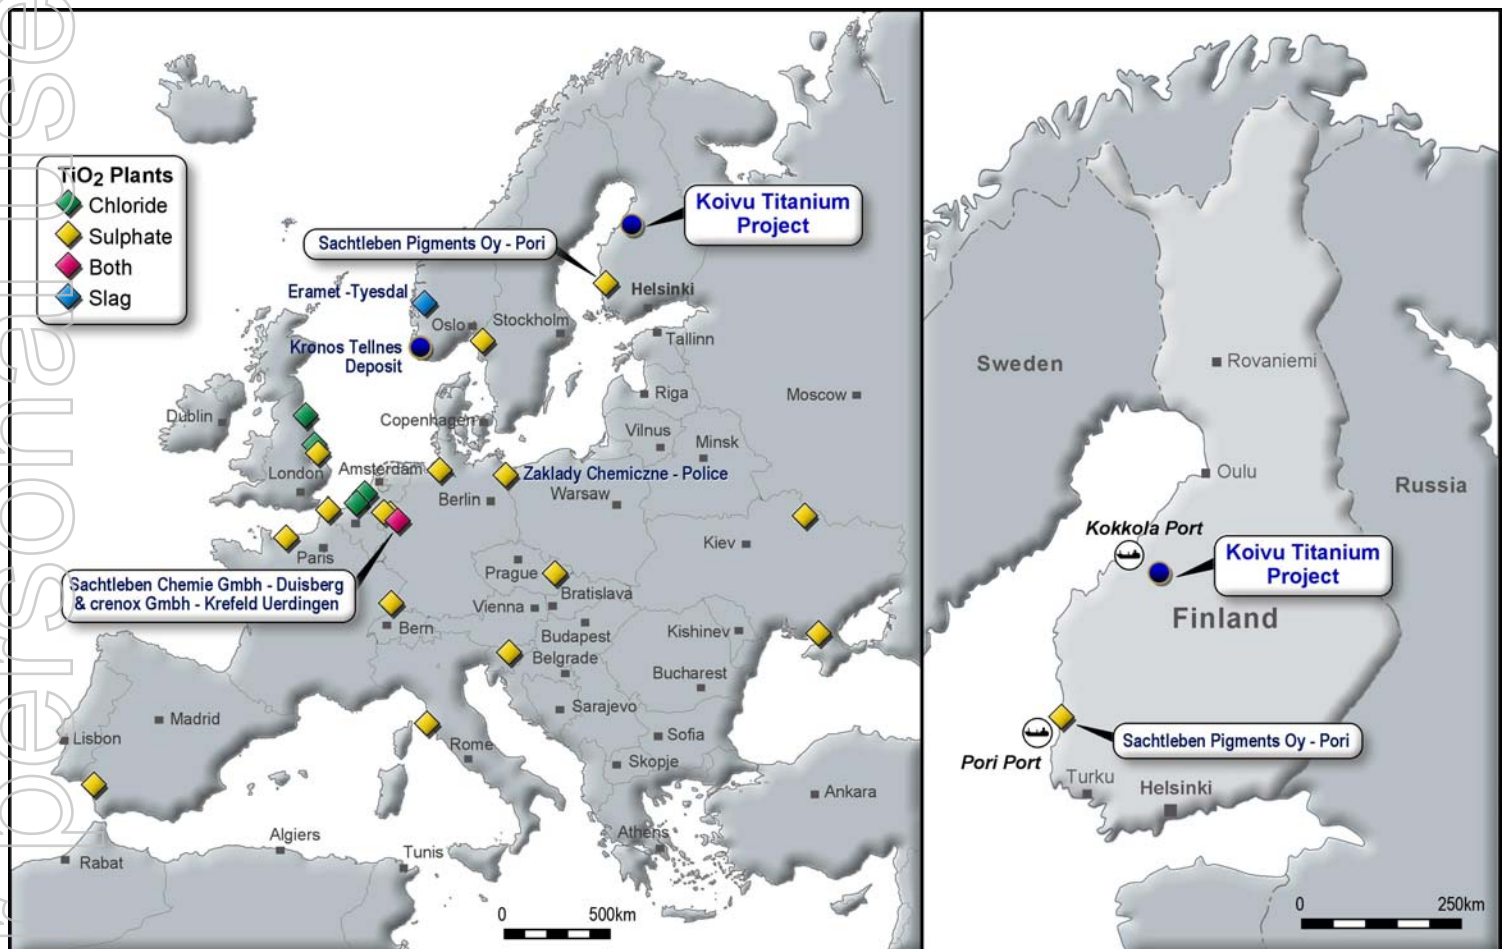 personal use
TiO2 Plants
Chloride
Sulphate
Both
Slag
Koivu Titanium
Project
Sachtleben Pigments Oy - Pori
Eramet -Tyesdal
Helsinki
Oslo
Stockholm
Kronos Tellnes
Deposit
Tallinn
Riga
Moscow
Dublin
Copenhagen
Vilnus
Minsk
London
Amsterdam
Zaklady Chemiczne - Police
Berlin
Warsaw
Kiev
Paris
Prague
Sachtleben Chemie Gmbh - Duisberg
& crenox Gmbh - Krefeld Uerdingen
Bratislava
Vienna
Bern
Budapest
Kishinev
Belgrade
Bucharest
Madrid
Sarajevo
Lisbon
Sofia
Rome
Skopje
Ankara
Athens
Algiers
Tunis
Rabat
0 500km
Sweden
Rovaniemi
Oulu
Russia
Kokkola Port
Koivu Titanium
Project
Finland
Sachtleben Pigments Oy - Pori
Pori Port
Turku
Helsinki
0 250km